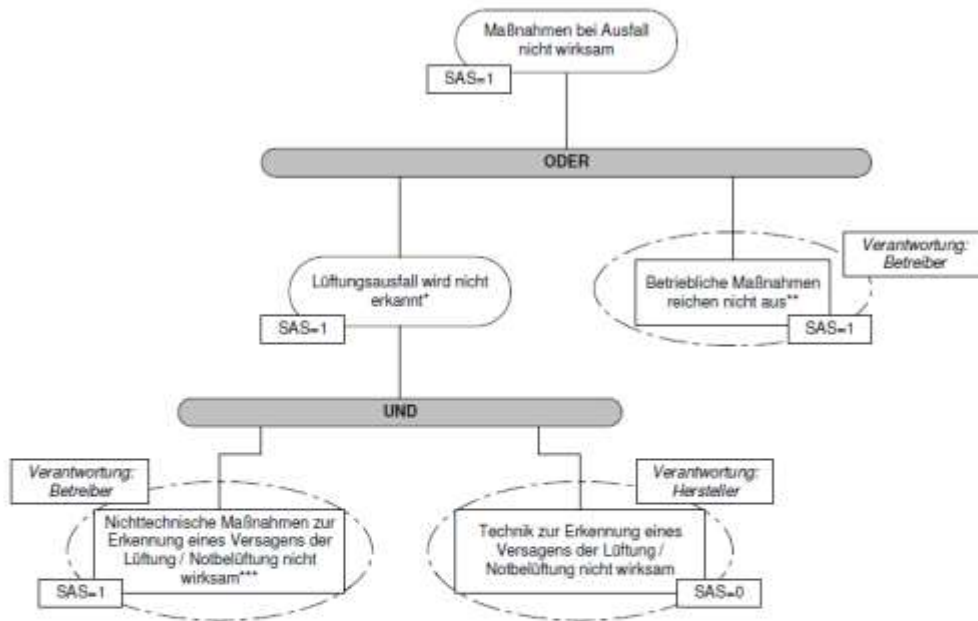 Maßnahmen bei Ausfall
nicht wirksam
SAS=1
ODER
Lüftungsausfall wird nicht
erkannt*
SAS=1
Verantwortung:
Betreiber
Betriebliche Maßnahmen
reichen nicht aus**
SAS=1
UND
Verantwortung:
Betreiber
Nichttechnische Maßnahmen zur
Erkennung eines Versagens der
Lüftung / Notbelüftung nicht
wirksam***
SAS=1
Verantwortung:
Hersteller
Technik zur Erkennung eines
Versagens der Lüftung /
Notbelüftung nicht wirksam
SAS=0